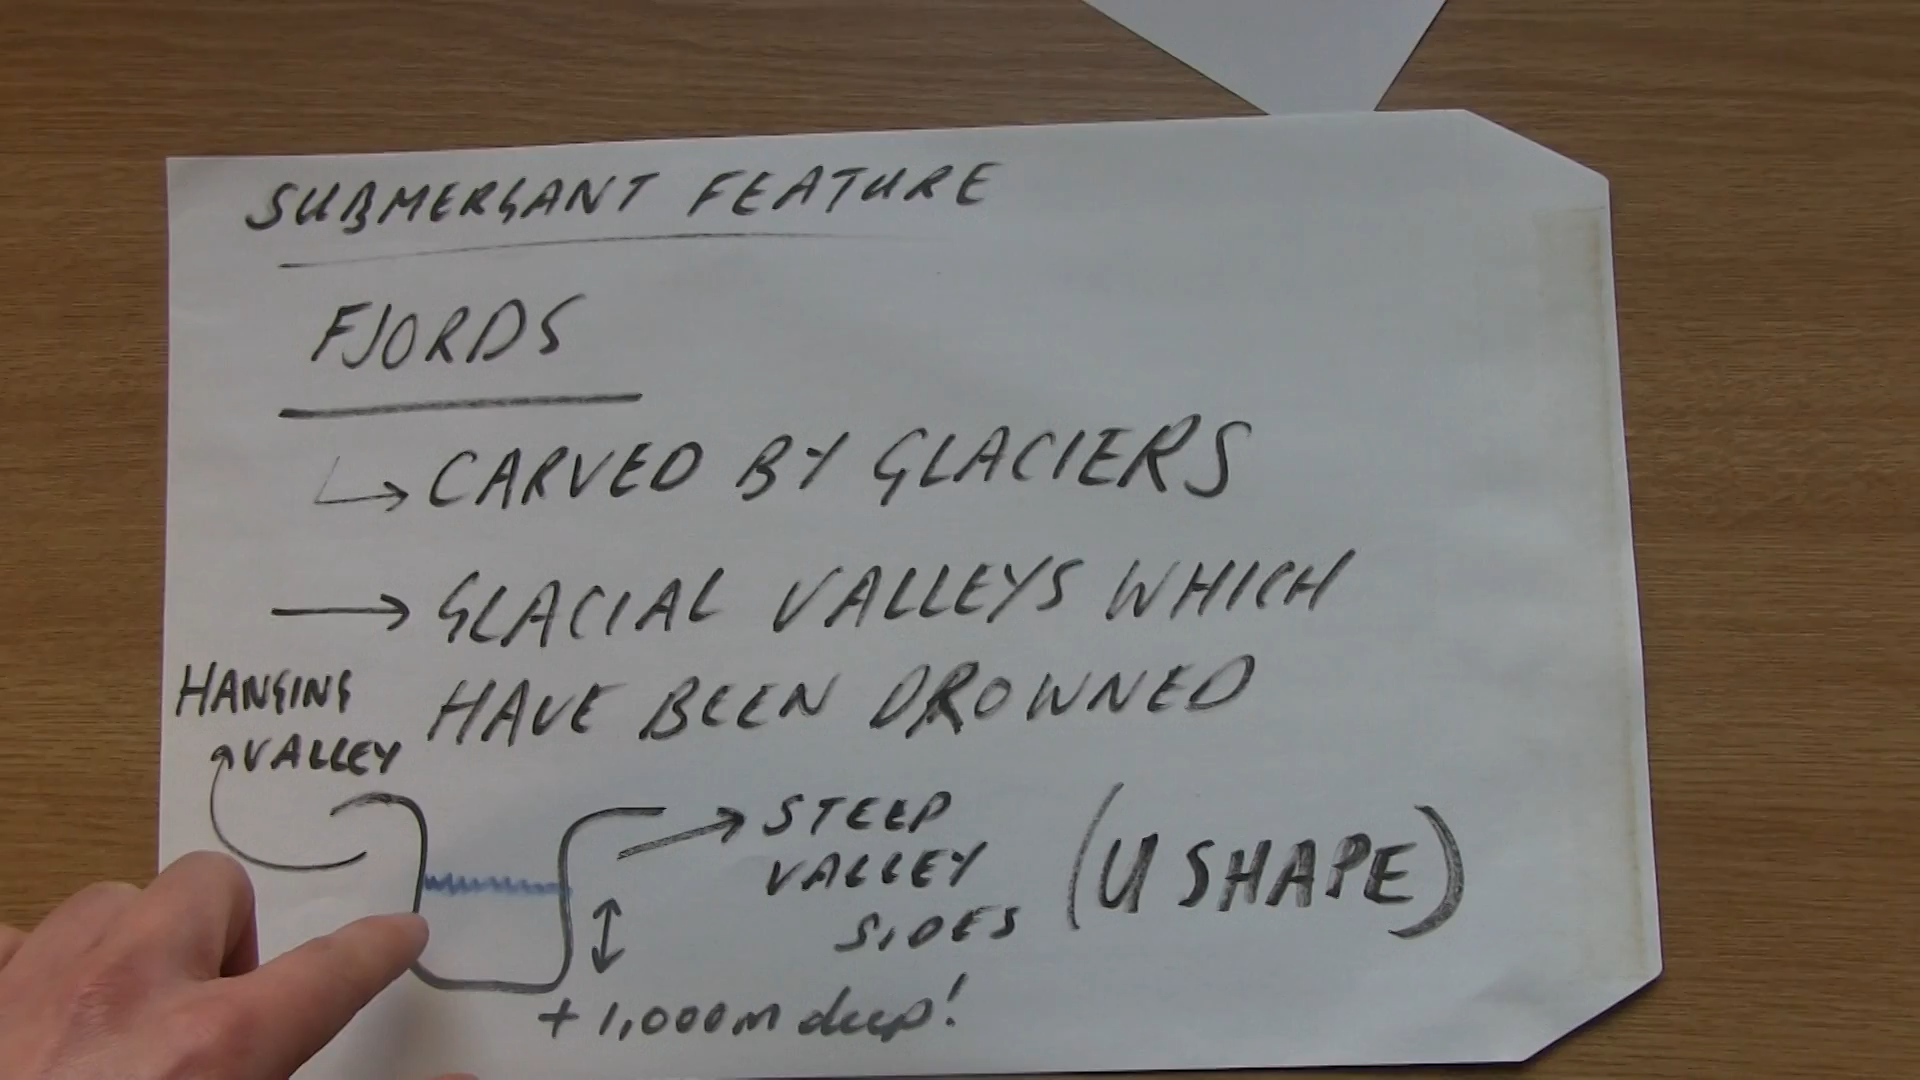 SUBMERGANT FEATURE
FJORDS
CARVED BY GLACIERS
GLACIAL VALLEYS WHICH
HAVE BEEN DROWNED
HANGING
VALLEY
STEEP
VALLEY
SIDES
(U SHAPE)
+1,000m deep!